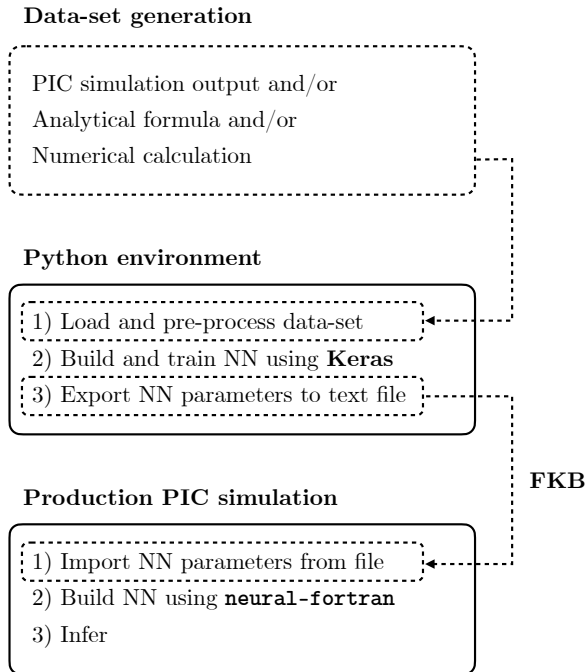 Data-set generation
PIC simulation output and/or
Analytical formula and/or
Numerical calculation
Python environment
1) Load and pre-process data-set
2) Build and train NN using Keras
3) Export NN parameters to text file
FKB
Production PIC simulation
1) Import NN parameters from file
2) Build NN using neural-fortran
3) Infer